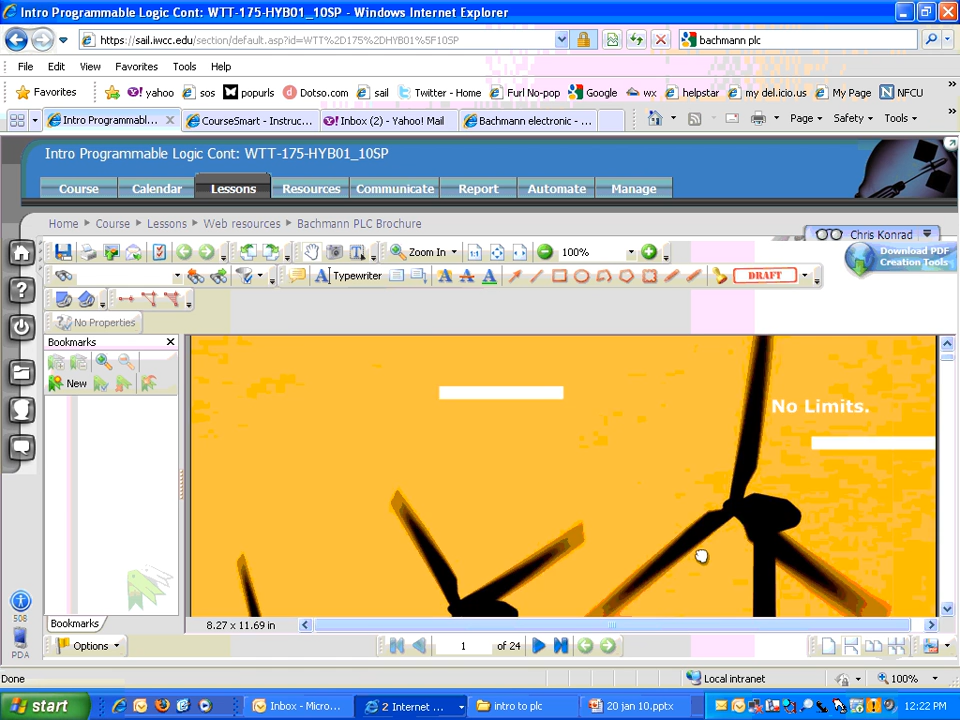 Intro Programmable Logic Cont: WTT-175-HYB01_10SP - Windows Internet Explorer
https://sail.iwcc.edu/section/default.asp?id=WTT%2D175%2DHYB01%5F10SP
bachmann plc
File Edit View Favorites Tools Help
Favorites yahoo sos popurls Dotso.com sail Twitter - Home Furl No-pop Google wx helpstar my del.icio.us My Page NFCU
Intro Programmabl... CourseSmart - Instruc... Inbox (2) - Yahoo! Mail Bachmann electronic - ... Page Safety Tools
Intro Programmable Logic Cont: WTT-175-HYB01_10SP
Course Calendar Lessons Resources Communicate Report Automate Manage
Home Course Lessons Web resources Bachmann PLC Brochure
Chris Konrad
Download PDF
Creation Tools
Zoom In 100%
Typewriter DRAFT
No Properties
Bookmarks
New
No Limits.
508
PDA
Bookmarks
8.27 x 11.69 in
Options 1 of 24
Done Local intranet 100%
start Inbox - Micro... 2 Internet ... intro to plc 20 jan 10.pptx 12:22 PM